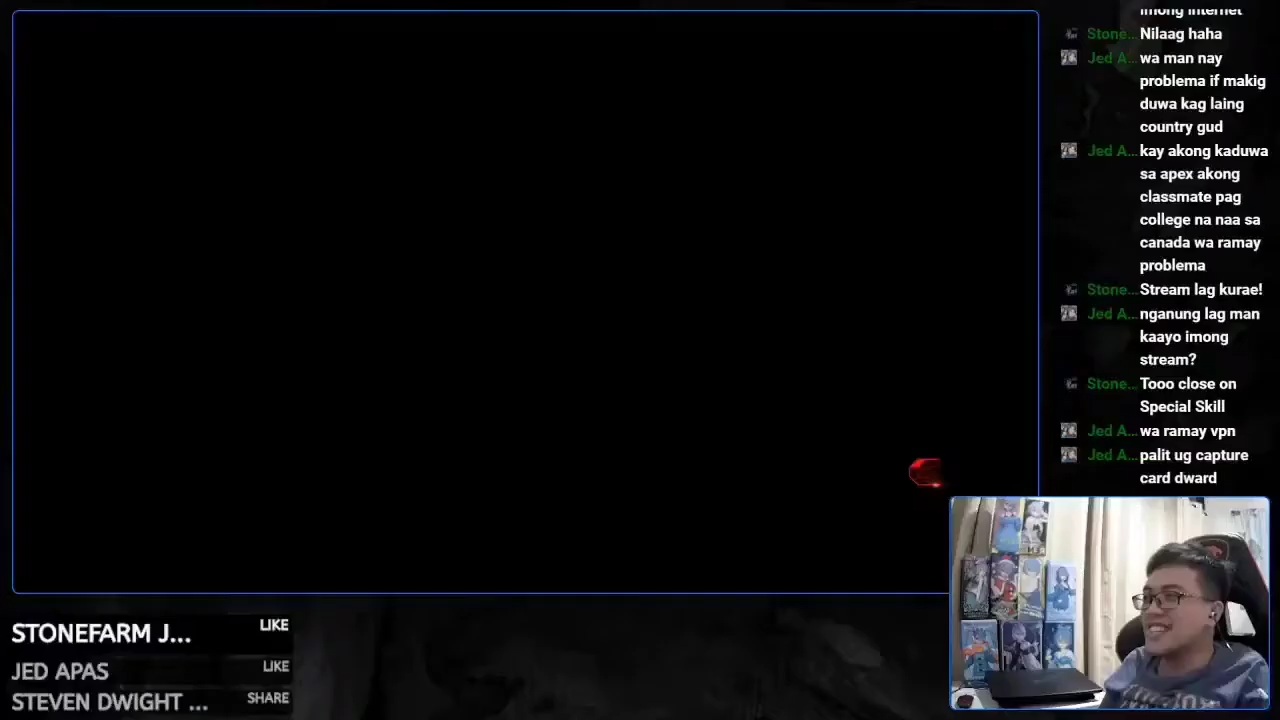 imong internet
Stone... Nilaag haha
Jed A... wa man nay
problema if makig
duwa kag laing
country gud
Jed A... kay akong kaduwa
sa apex akong
classmate pag
college na naa sa
canada wa ramay
problema
Stone... Stream lag kurae!
Jed A... nganung lag man
kaayo imong
stream?
Stone... Tooo close on
Special Skill
Jed A... wa ramay vpn
Jed A... palit ug capture
card dward
STONEFARM J... LIKE
JED APAS LIKE
STEVEN DWIGHT ... SHARE